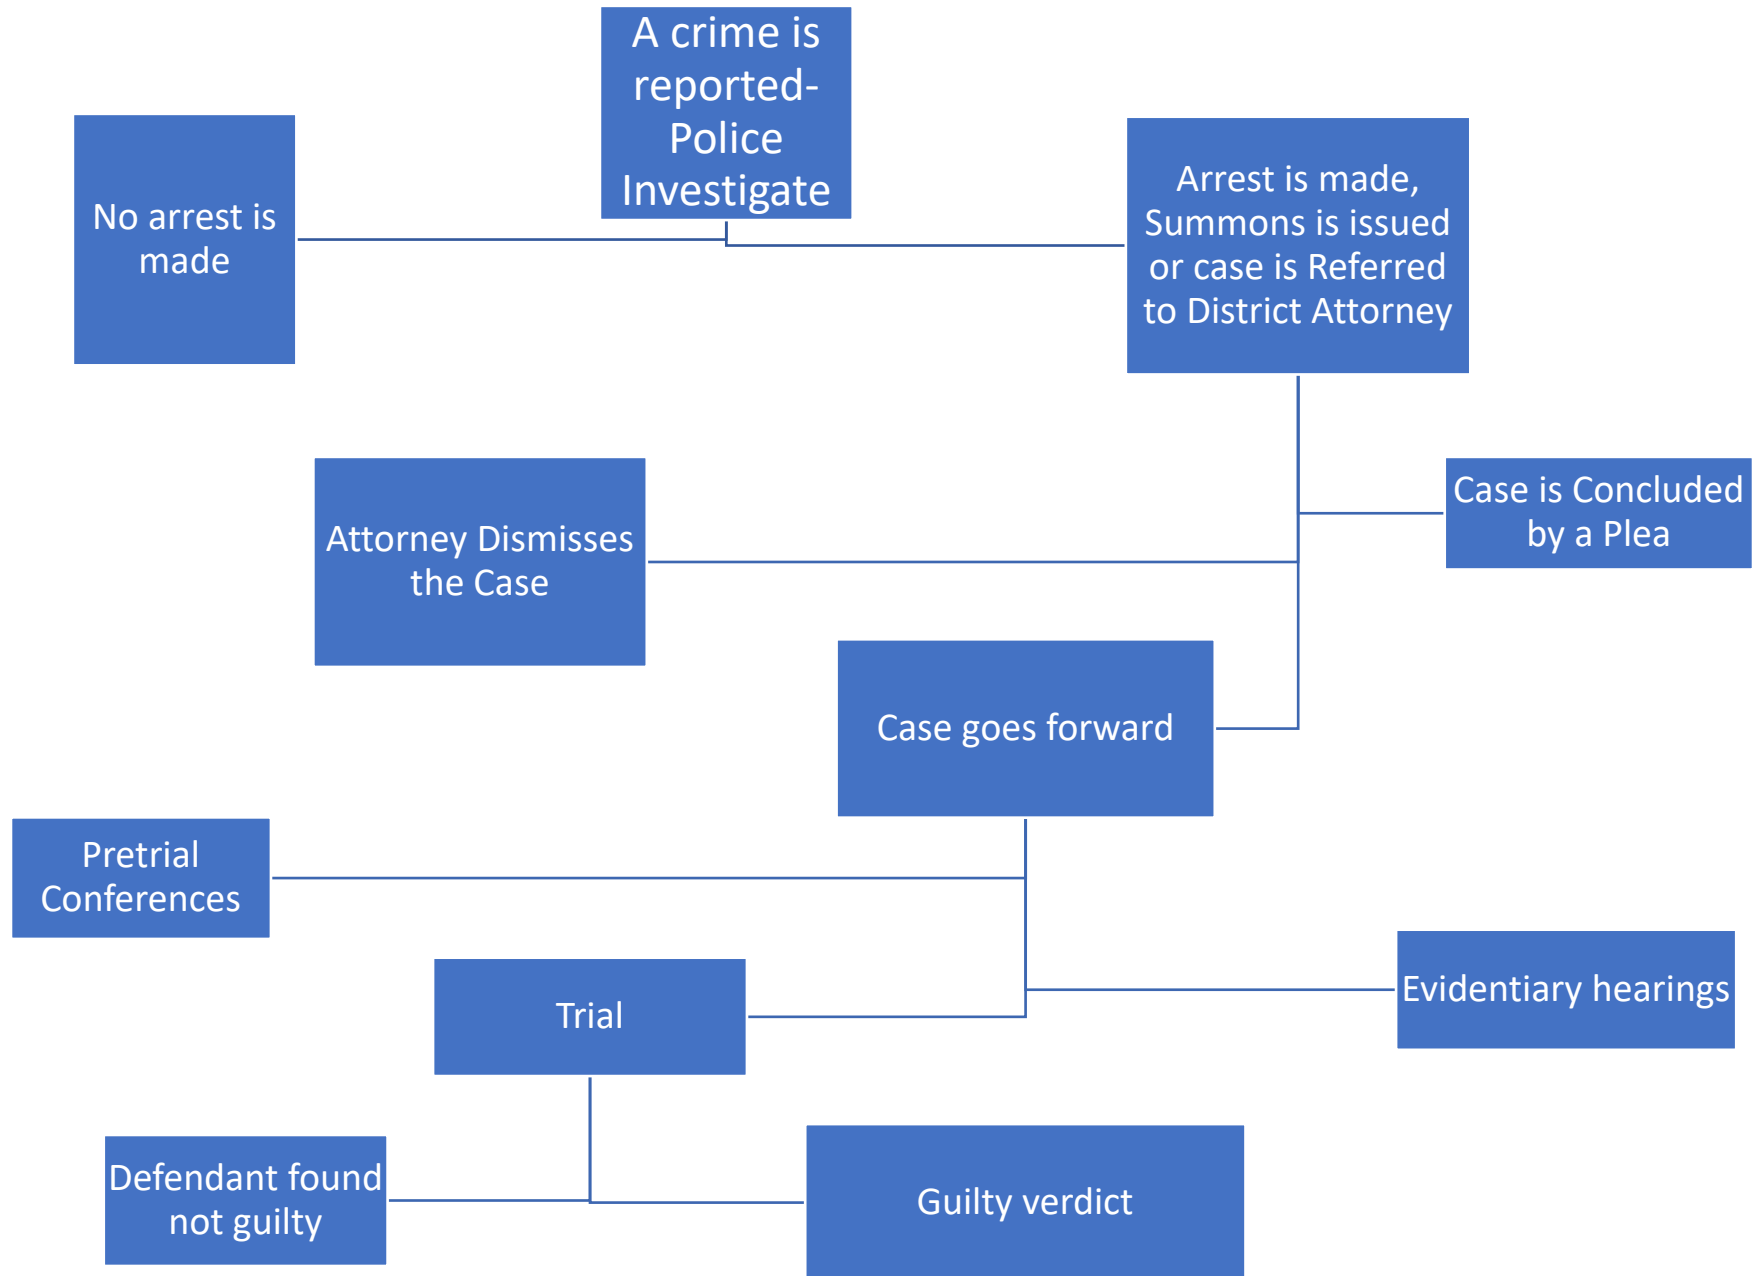 A crime is
reported-
Police
Investigate
No arrest is
made
Arrest is made,
Summons is issued
or case is Referred
to District Attorney
Case is Concluded
by a Plea
Attorney Dismisses
the Case
Case goes forward
Pretrial
Conferences
Evidentiary hearings
Trial
Defendant found
not guilty
Guilty verdict